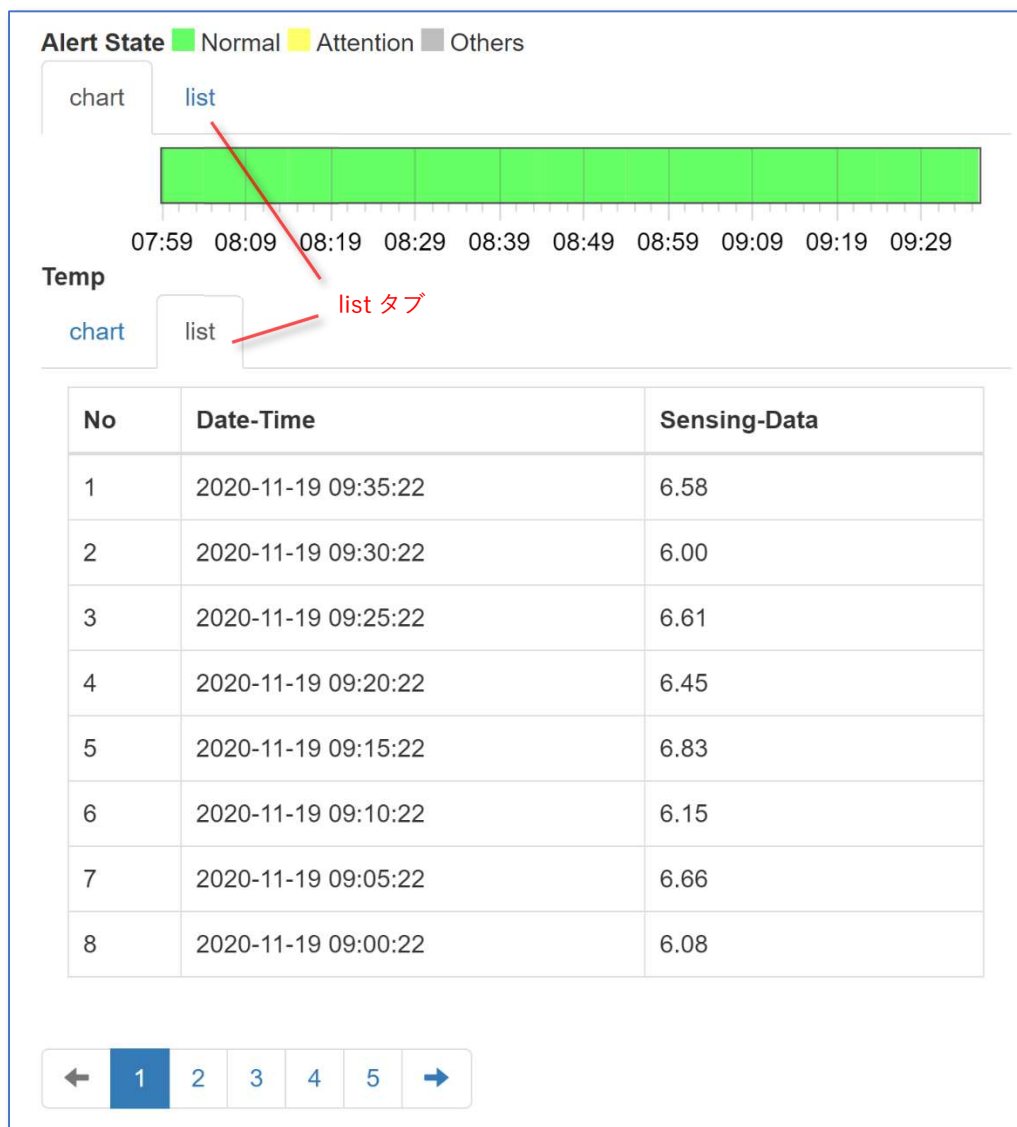 Alert State Normal Attention Others
chart list
07:59 08:09 08:19 08:29 08:39 08:49 08:59 09:09 09:19 09:29
Temp
list タブ
chart list
No Date-Time Sensing-Data
1 2020-11-19 09:35:22 6.58
2 2020-11-19 09:30:22 6.00
3 2020-11-19 09:25:22 6.61
4 2020-11-19 09:20:22 6.45
5 2020-11-19 09:15:22 6.83
6 2020-11-19 09:10:22 6.15
7 2020-11-19 09:05:22 6.66
8 2020-11-19 09:00:22 6.08
1 2 3 4 5